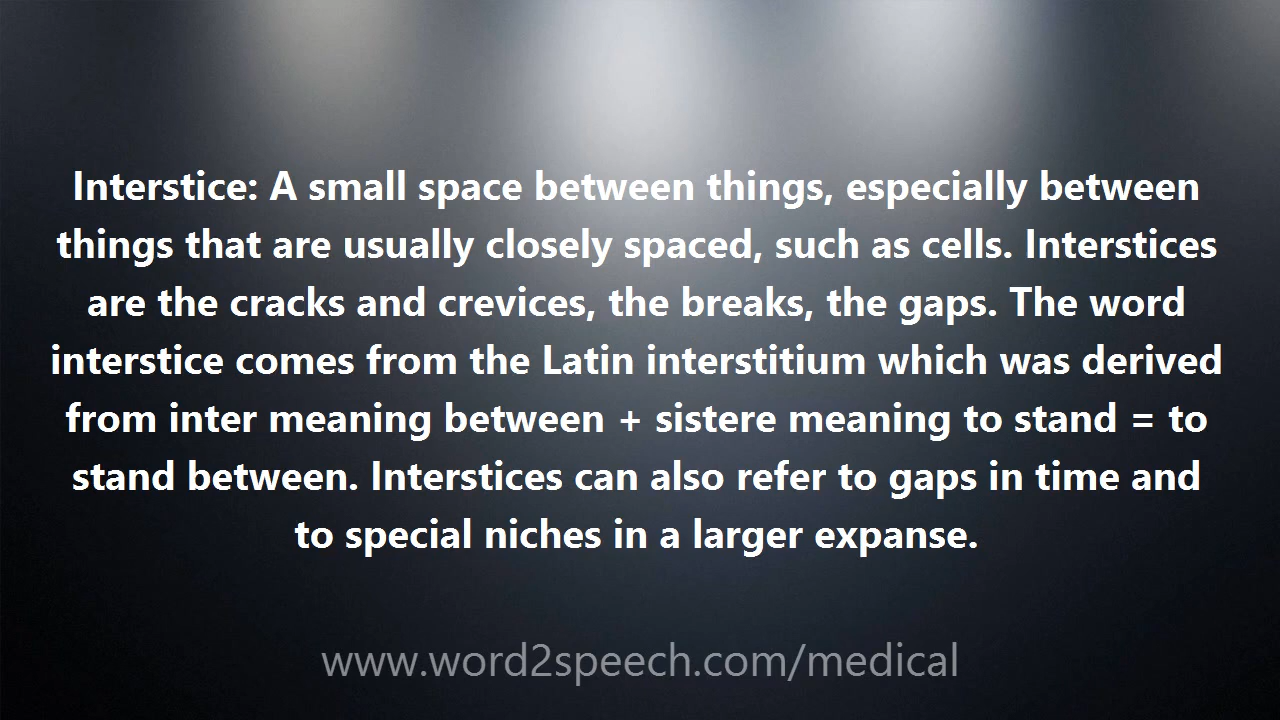 Interstice: A small space between things, especially between
things that are usually closely spaced, such as cells. Interstices
are the cracks and crevices, the breaks, the gaps. The word
interstice comes from the Latin interstitium which was derived
from inter meaning between + sistere meaning to stand = to
stand between. Interstices can also refer to gaps in time and
to special niches in a larger expanse.
www.word2speech.com/medical